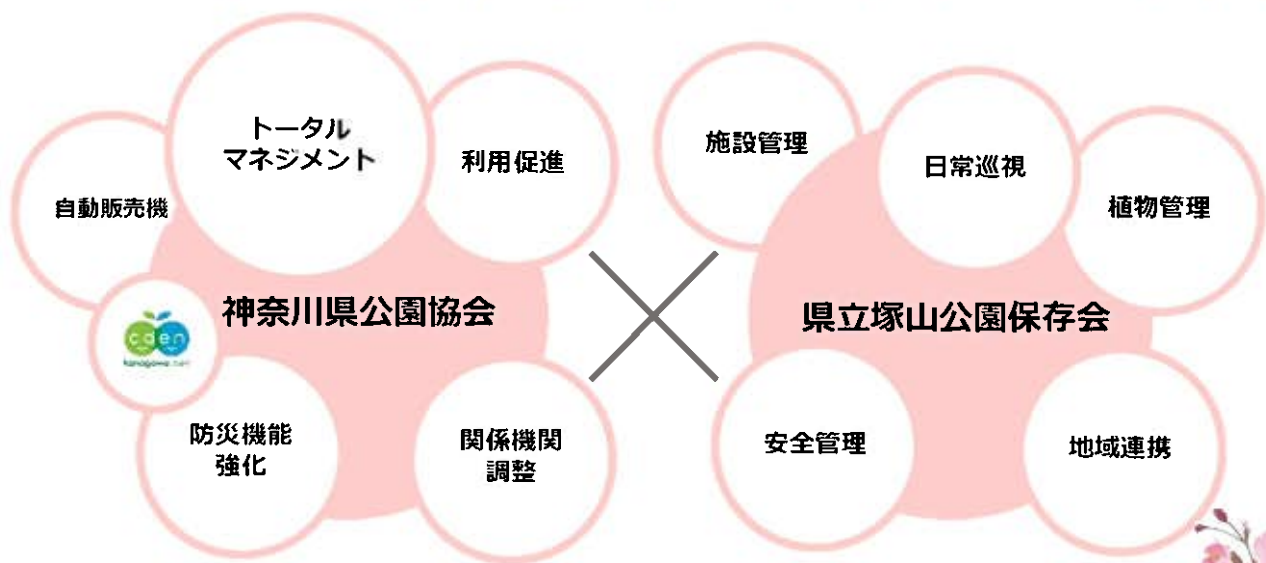 トータル
マネジメント
利用促進
自動販売機
神奈川県公園協会
防災機能
強化
関係機関
調整
施設管理
日常巡視
植物管理
県立塚山公園保存会
安全管理
地域連携